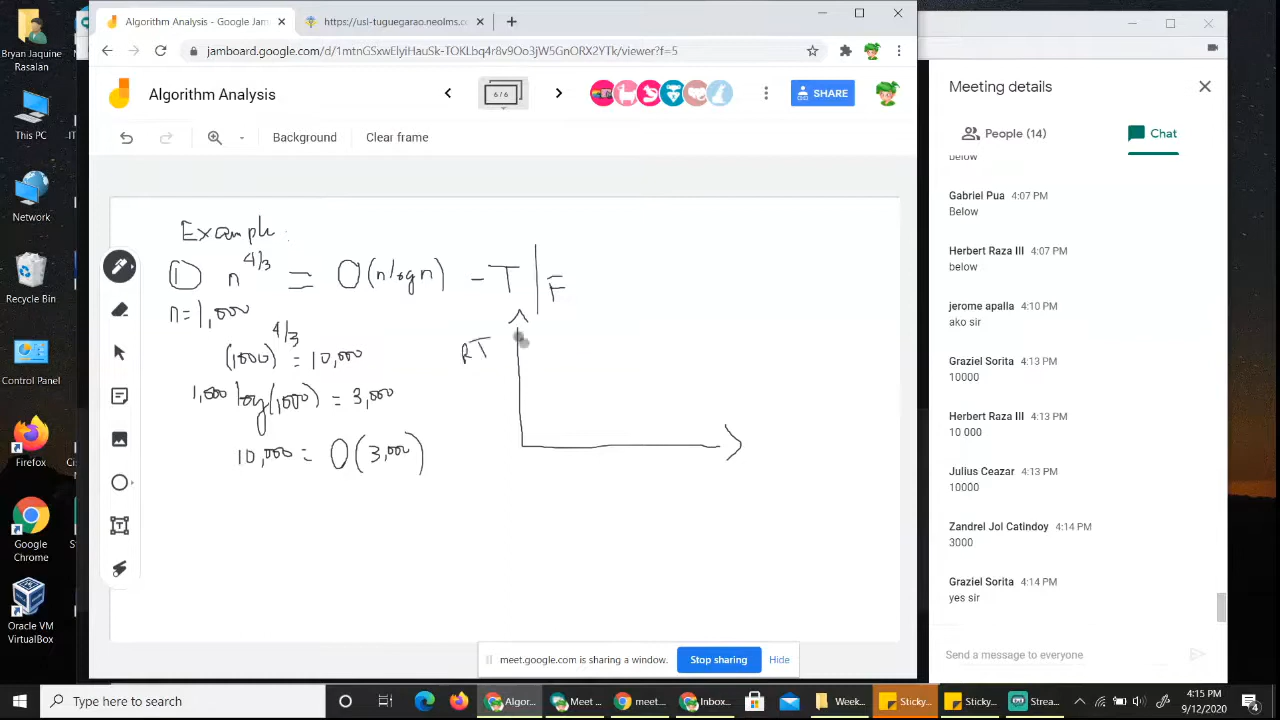 Bryan Jaquine Rasalan
This PC
Network
Recycle Bin
Control Panel
Firefox
Google Chrome
Oracle VM VirtualBox
Algorithm Analysis - Google Jam
https://usl-tuguegarao.neolms.co
jamboard.google.com/d/
/viewer?f=5
Algorithm Analysis
SHARE
Background
Clear frame
Example:
① n^4/3 = O(n log n) - T | F
n = 1,000
(1000)^4/3 = 10,000
RT
1,000 log(1,000) = 3,000
10,000 = O(3,000)
meet.google.com is sharing a window.
Stop sharing
Hide
Meeting details
People (14)
Chat
below
Gabriel Pua 4:07 PM
Below
Herbert Raza III 4:07 PM
below
jerome apalla 4:10 PM
ako sir
Graziel Sorita 4:13 PM
10000
Herbert Raza III 4:13 PM
10 000
Julius Ceazar 4:13 PM
10000
Zandrel Jol Catindoy 4:14 PM
3000
Graziel Sorita 4:14 PM
yes sir
Send a message to everyone
Type here to search
Meet
Meet
Inbox...
Week...
Sticky...
Sticky...
Strea...
4:15 PM
9/12/2020